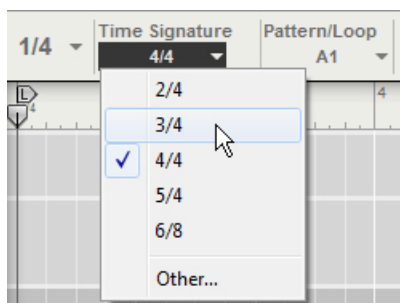 1/4
Time Signature
4/4
Pattern/Loop
A1
L
4
4
2/4
3/4
4/4
5/4
6/8
Other...